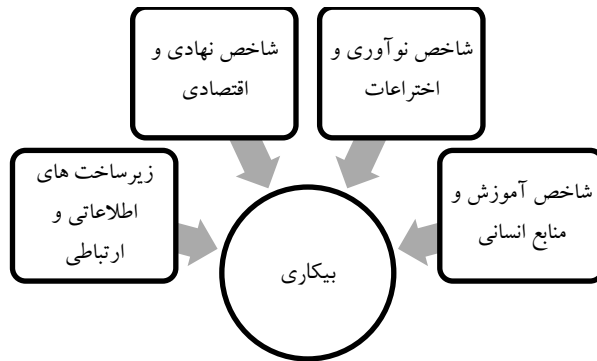 شاخص نوآوری و
اختراعات
شاخص نهادی و
اقتصادی
شاخص آموزش و
منابع انسانی
زیرساخت های
اطلاعاتی و
ارتباطی
بیکاری